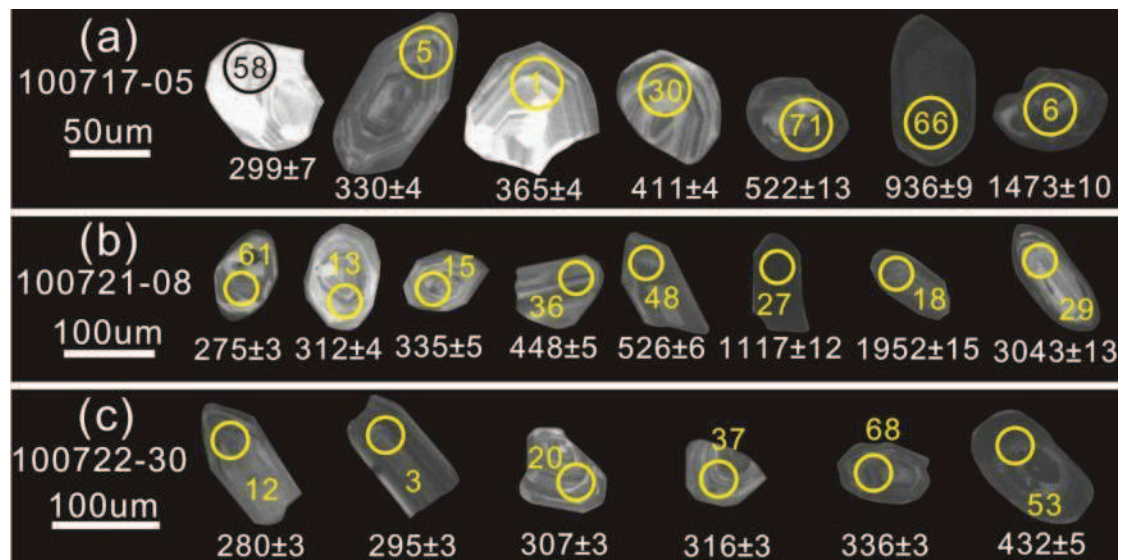 (a)
100717-05
50um
58 5 1 30 71 66 6
299±7 330±4 365±4 411±4 522±13 936±9 1473±10
(b)
100721-08
100um
61 13 15 36 48 27 18 29
275±3 312±4 335±5 448±5 526±6 1117±12 1952±15 3043±13
(c)
100722-30
100um
12 3 20 37 68 53
280±3 295±3 307±3 316±3 336±3 432±5